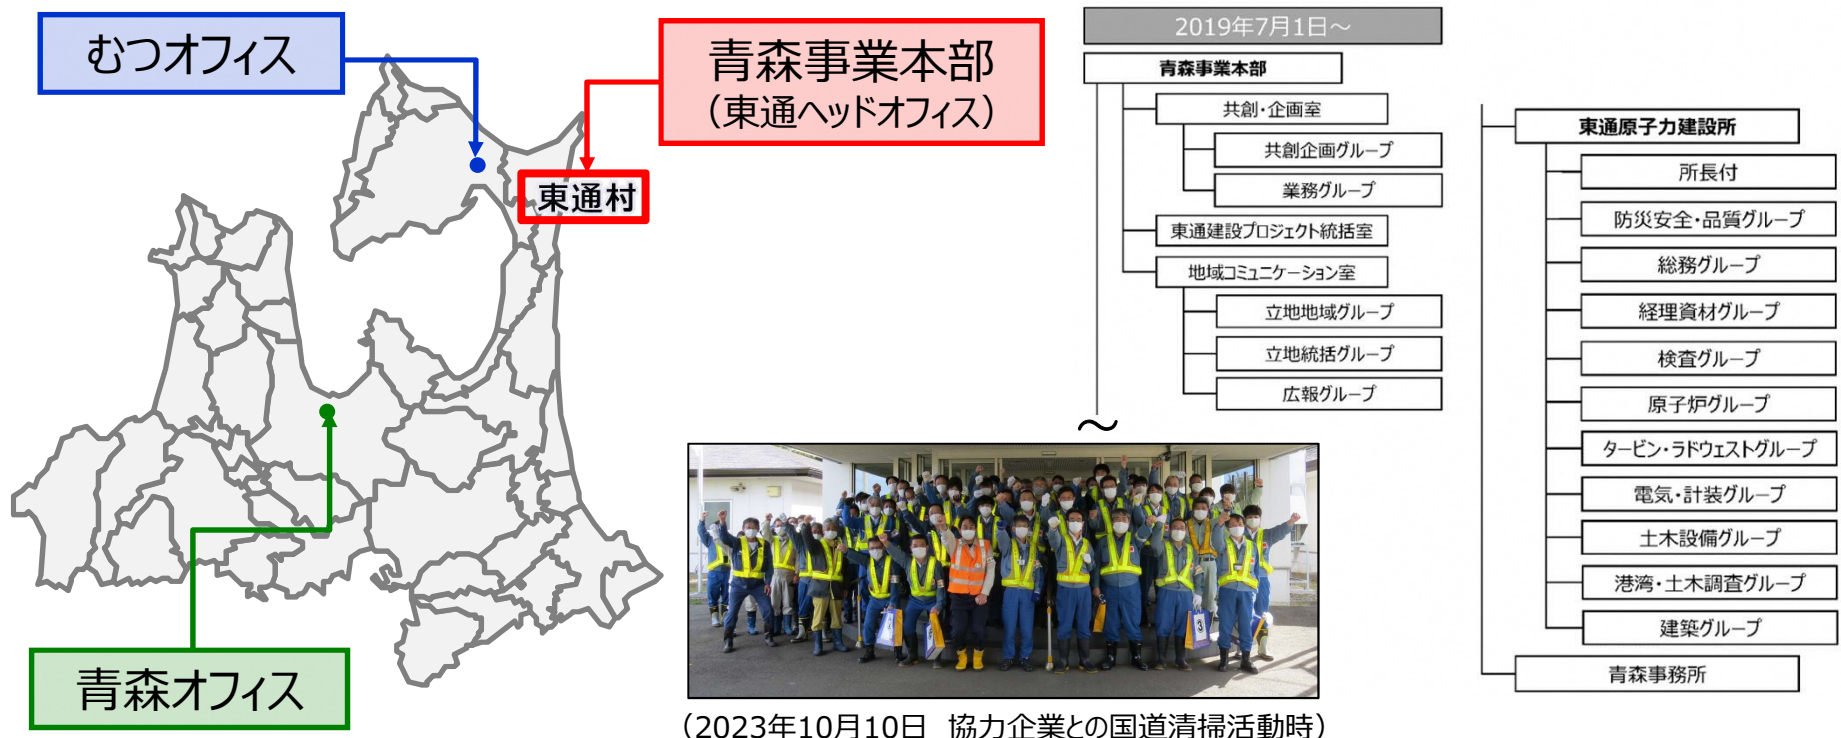 むつオフィス
青森事業本部
（東通ヘッドオフィス）
東通村
青森オフィス
2019年7月1日～
青森事業本部
共創・企画室
共創企画グループ
業務グループ
東通建設プロジェクト統括室
地域コミュニケーション室
立地地域グループ
立地統括グループ
広報グループ
～
東通原子力建設所
所長付
防災安全・品質グループ
総務グループ
経理資材グループ
検査グループ
原子炉グループ
タービン・ラドウェストグループ
電気・計装グループ
土木設備グループ
港湾・土木調査グループ
建築グループ
青森事務所
3
（2023年10月10日　協力企業との国道清掃活動時）